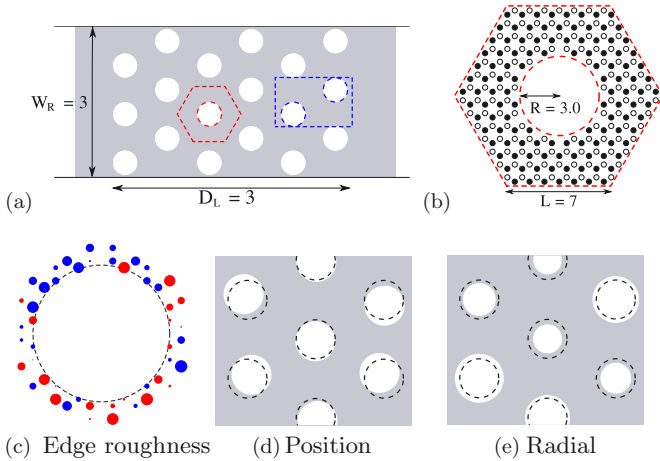 W_R = 3
D_L = 3
(a)
R = 3.0
L = 7
(b)
(c) Edge roughness
(d) Position
(e) Radial